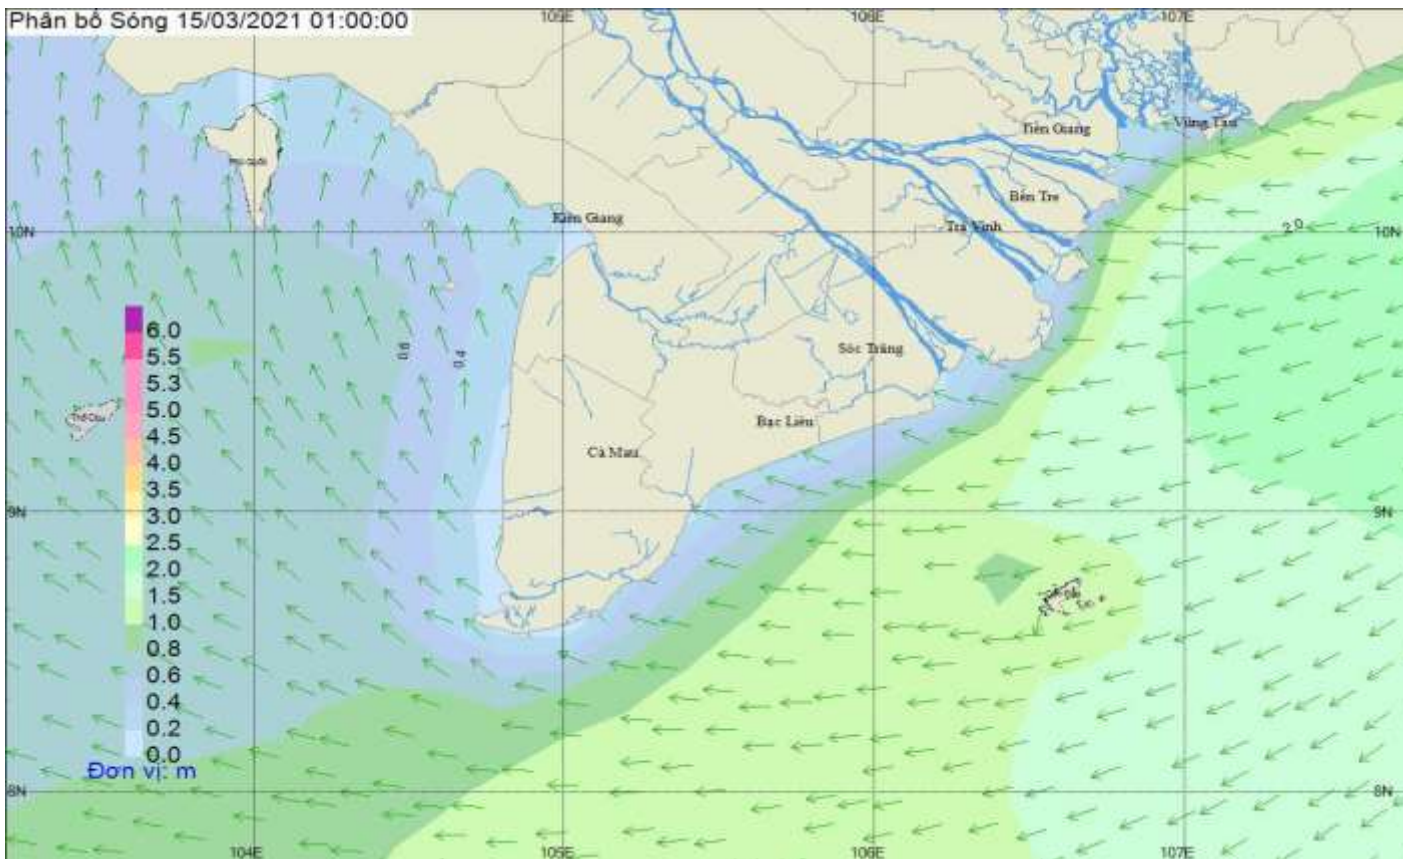 Phân bố Sóng 15/03/2021 01:00:00
105E
106E
107E
Tiền Giang
Vũng Tàu
Bến Tre
Kiên Giang
Trà Vinh
10N
2.0
10N
6.0
5.5
5.3
5.0
4.5
4.0
3.5
3.0
2.5
2.0
1.5
1.0
0.8
0.6
0.4
0.2
0.0
Đơn vị: m
0.6
0.4
Sóc Trăng
Bạc Liêu
Cà Mau
9N
9N
8N
8N
104E
105E
106E
107E